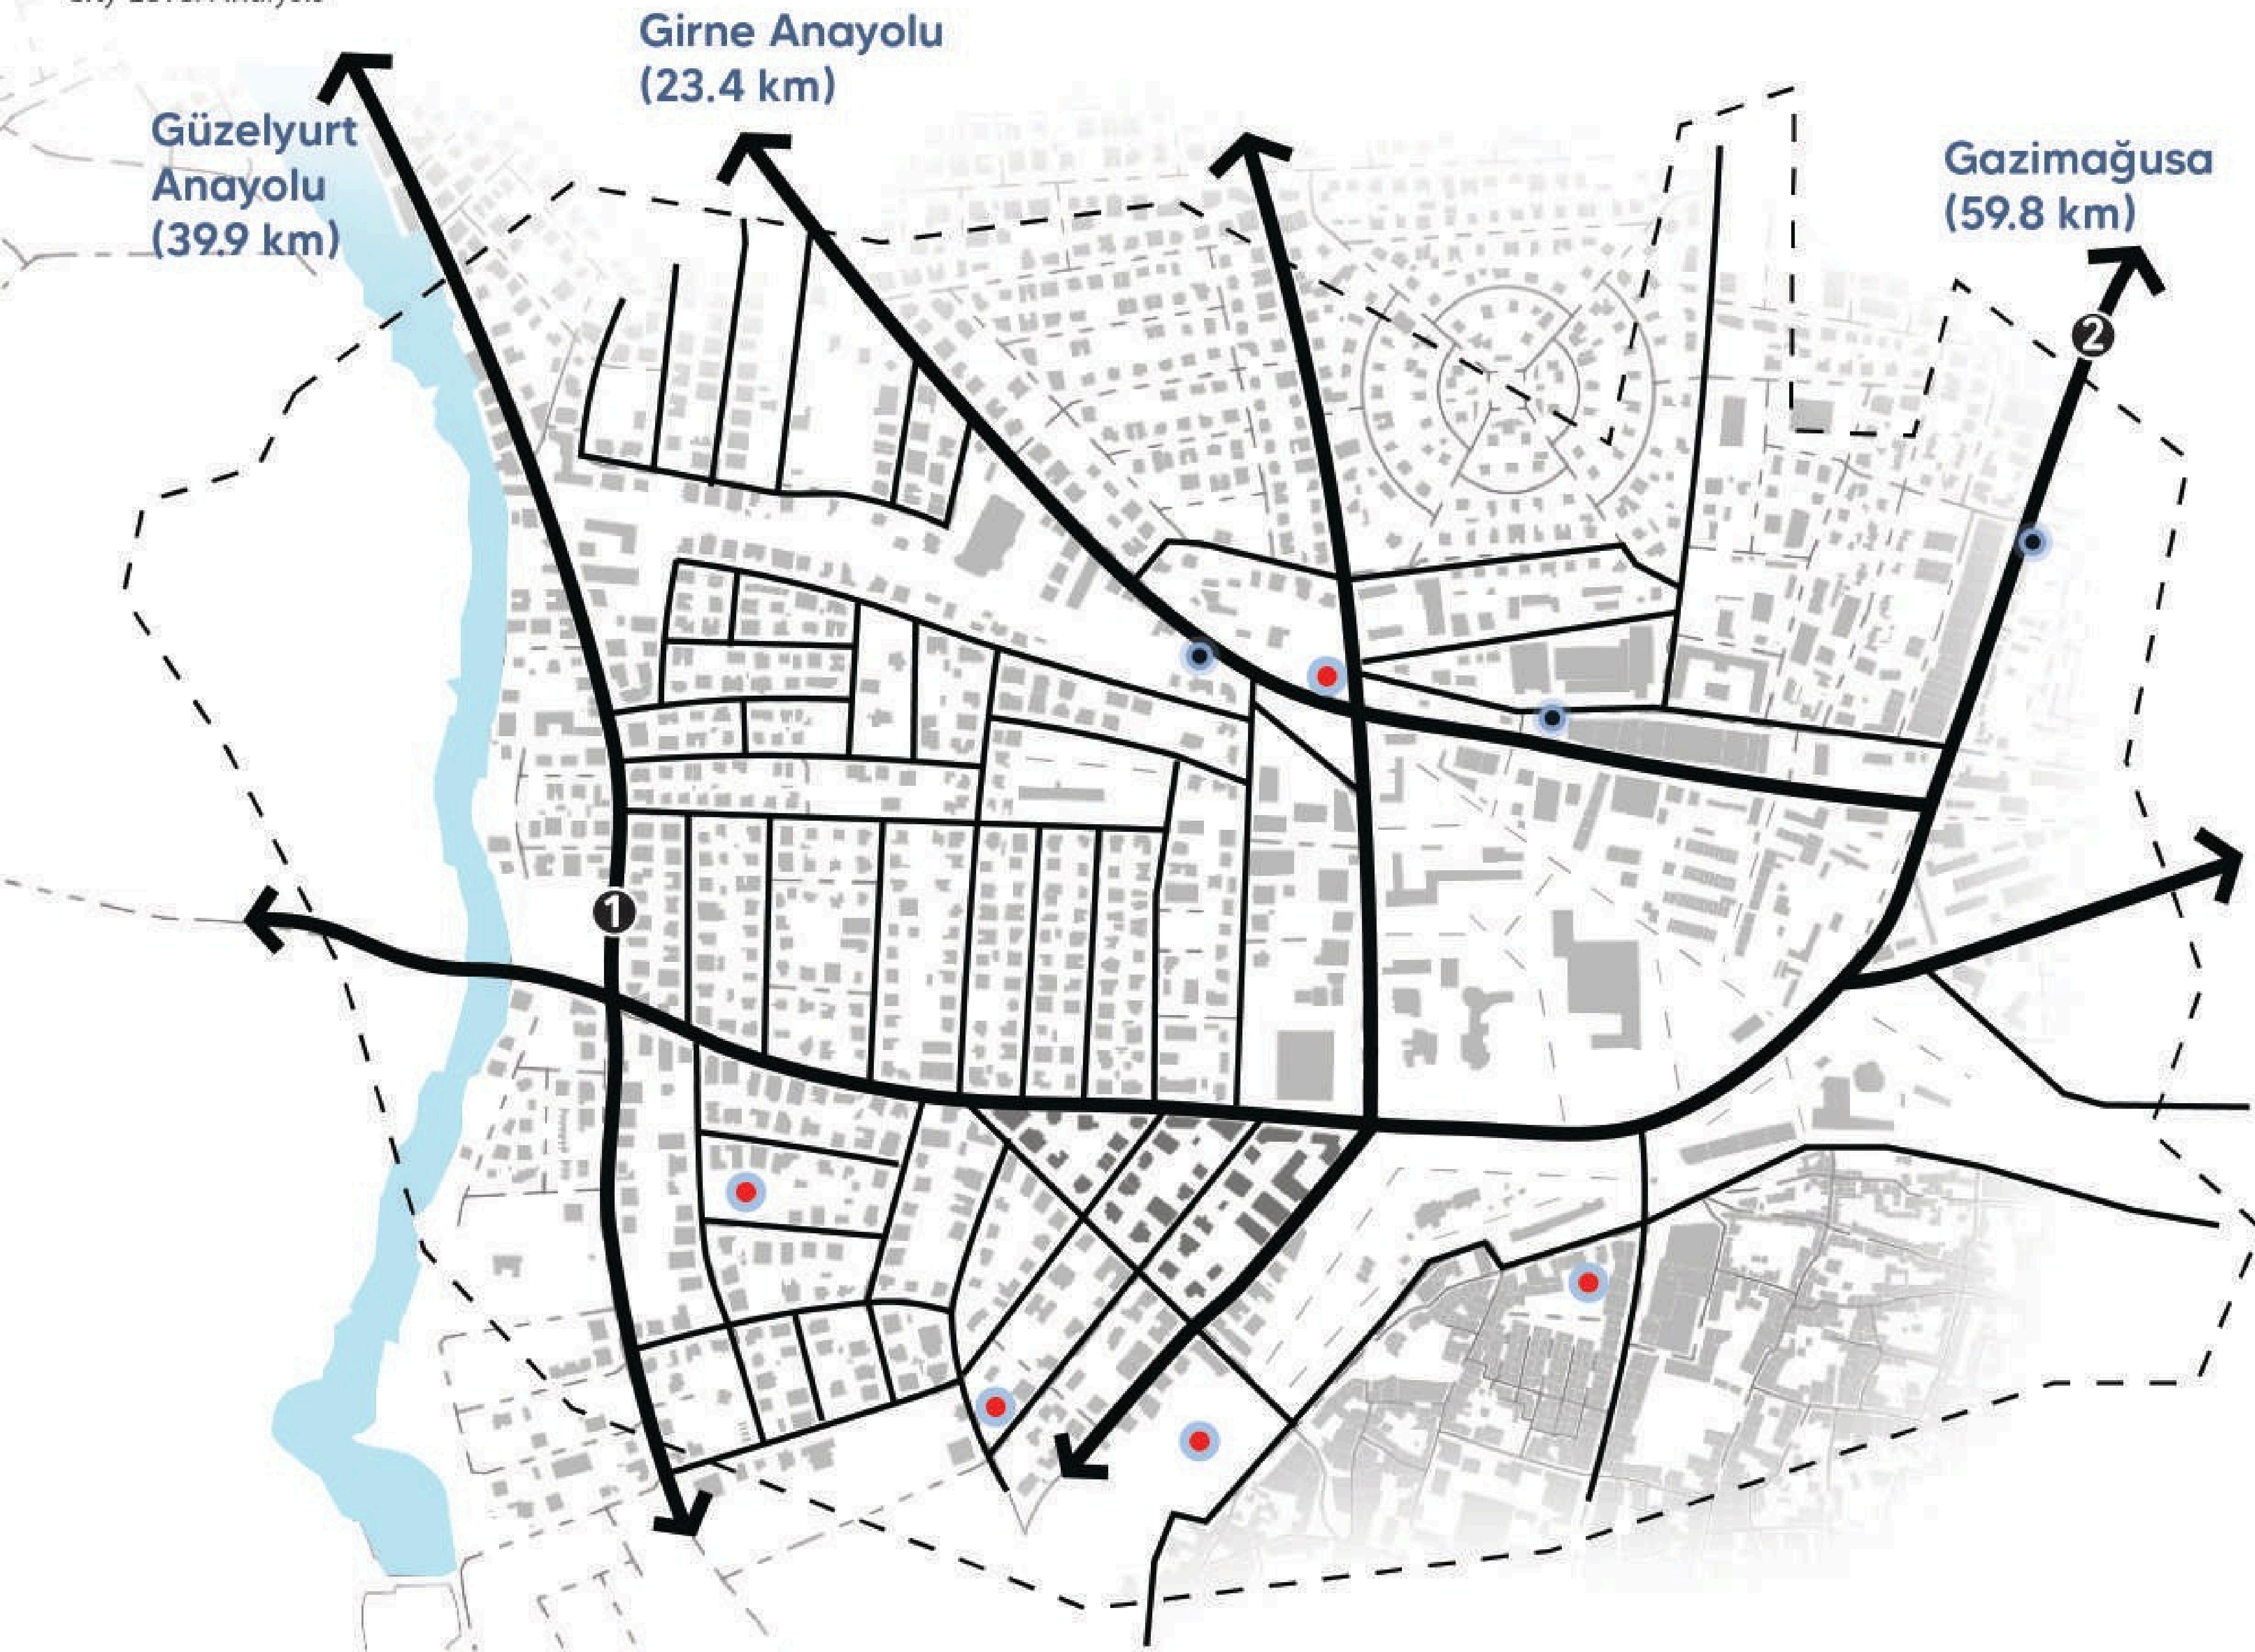 Girne Anayolu
(23.4 km)
Güzelyurt
Anayolu
(39.9 km)
Gazimağusa
(59.8 km)
2
1